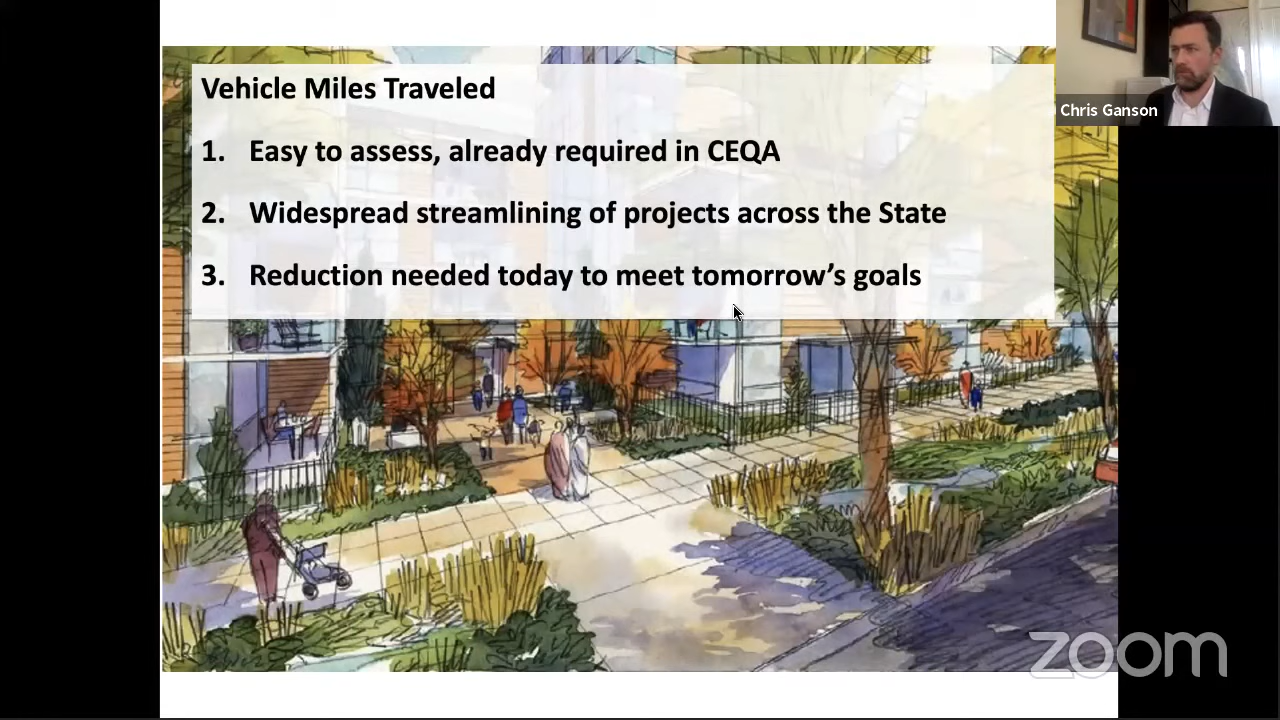 Vehicle Miles Traveled
1. Easy to assess, already required in CEQA
2. Widespread streamlining of projects across the State
3. Reduction needed today to meet tomorrow’s goals
Chris Ganson
zoom